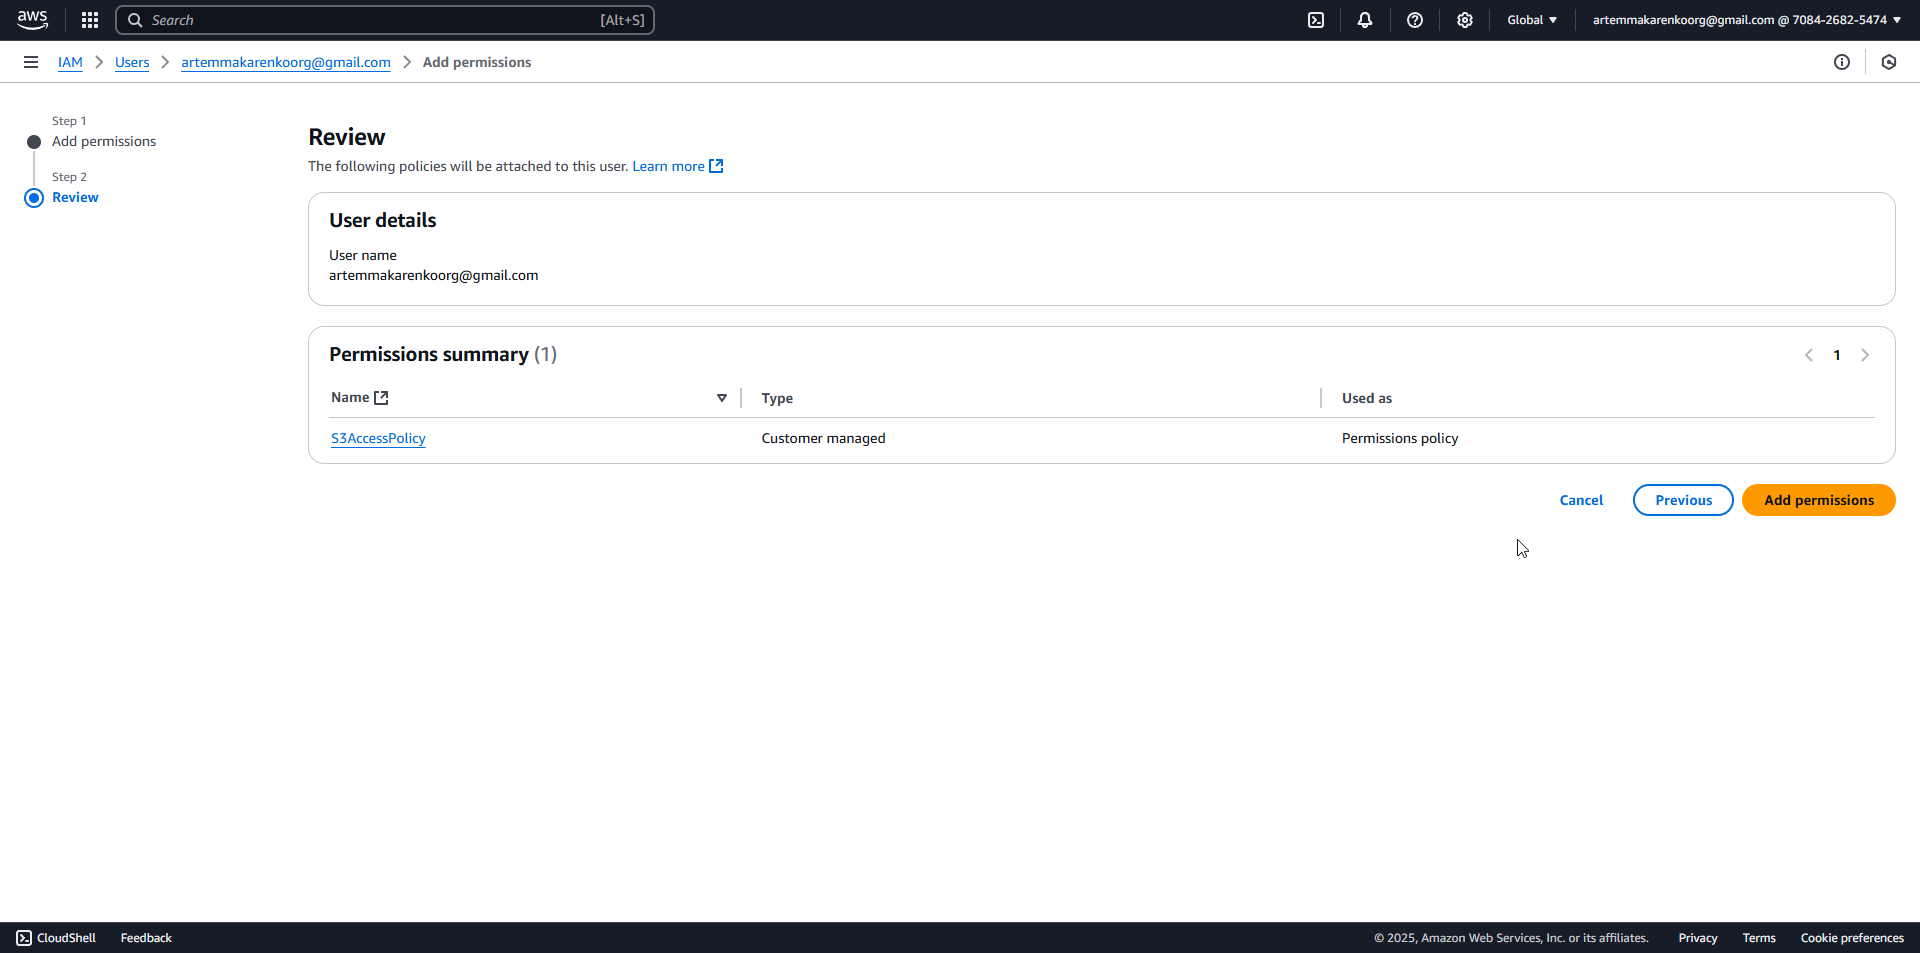 aws
Search [Alt+S]
Global
artemmakarenkoorg@gmail.com @ 7084-2682-5474
IAM
Users
artemmakarenkoorg@gmail.com
Add permissions
Step 1
Add permissions
Step 2
Review
Review
The following policies will be attached to this user. Learn more
User details
User name
artemmakarenkoorg@gmail.com
Permissions summary (1)
1
Name Type Used as
S3AccessPolicy Customer managed Permissions policy
Cancel Previous Add permissions
CloudShell Feedback © 2025, Amazon Web Services, Inc. or its affiliates. Privacy Terms Cookie preferences